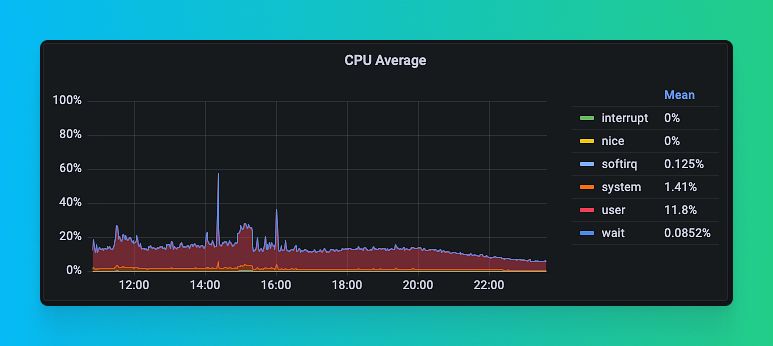 CPU Average
100%
80%
60%
40%
20%
0%
12:00 14:00 16:00 18:00 20:00 22:00
Mean
interrupt 0%
nice 0%
softirq 0.125%
system 1.41%
user 11.8%
wait 0.0852%